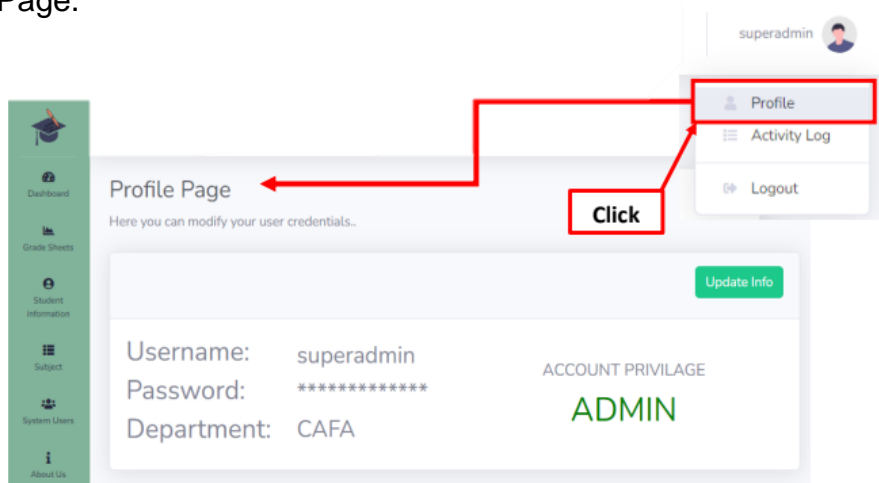 Page.
superadmin
Profile
Activity Log
Logout
Click
Dashboard
Grade Sheets
Student
information
Subject
System Users
About Us
Profile Page
Here you can modify your user credentials..
Update Info
Username: superadmin
Password: *************
Department: CAFA
ACCOUNT PRIVILAGE
ADMIN